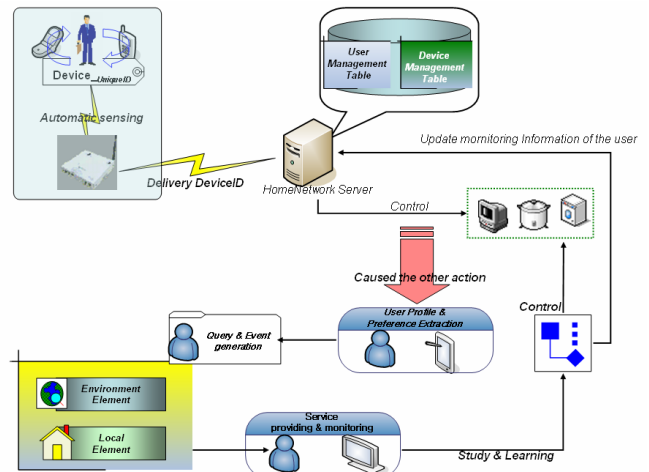 User
Management
Table
Device
Management
Table
Device_UniqueID
Automatic sensing
Delivery DeviceID
HomeNetwork Server
Update mornitoring Information of the user
Control
Caused the other action
User Profile &
Preference Extraction
Query & Event
generation
Control
Environment
Element
Local
Element
Service
providing & monitoring
Study & Learning